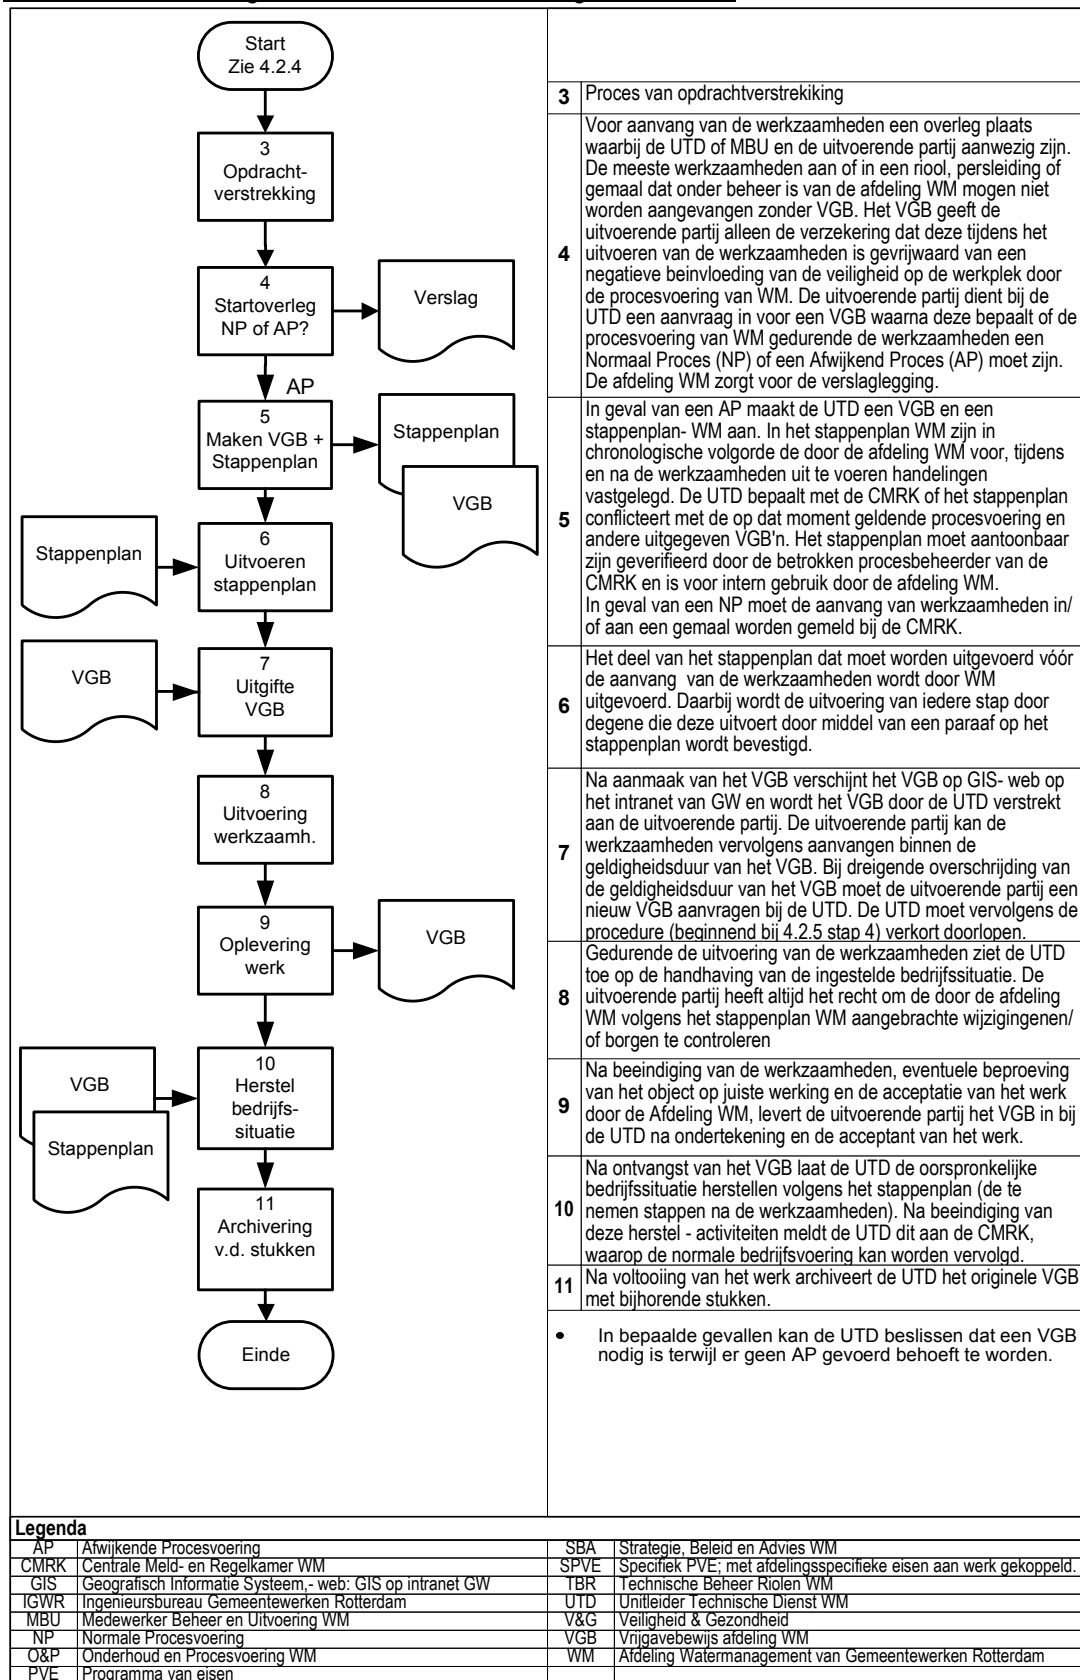 Start
Zie 4.2.4
3
Opdracht-
verstrekking
4
Startoverleg
NP of AP?
Verslag
AP
5
Maken VGB +
Stappenplan
Stappenplan
VGB
Stappenplan
6
Uitvoeren
stappenplan
VGB
7
Uitgifte
VGB
8
Uitvoering
werkzaamh.
9
Oplevering
werk
VGB
VGB
Stappenplan
10
Herstel
bedrijfs-
situatie
11
Archivering
v.d. stukken
Einde
3 Proces van opdrachtverstrekiking
4
Voor aanvang van de werkzaamheden een overleg plaats
waarbij de UTD of MBU en de uitvoerende partij aanwezig zijn.
De meeste werkzaamheden aan of in een riool, persleiding of
gemaal dat onder beheer is van de afdeling WM mogen niet
worden aangevangen zonder VGB. Het VGB geeft de
uitvoerende partij alleen de verzekering dat deze tijdens het
uitvoeren van de werkzaamheden is gevrijwaard van een
negatieve beinvloeding van de veiligheid op de werkplek door
de procesvoering van WM. De uitvoerende partij dient bij de
UTD een aanvraag in voor een VGB waarna deze bepaalt of de
procesvoering van WM gedurende de werkzaamheden een
Normaal Proces (NP) of een Afwijkend Proces (AP) moet zijn.
De afdeling WM zorgt voor de verslaglegging.
5
In geval van een AP maakt de UTD een VGB en een
stappenplan- WM aan. In het stappenplan WM zijn in
chronologische volgorde de door de afdeling WM voor, tijdens
en na de werkzaamheden uit te voeren handelingen
vastgelegd. De UTD bepaalt met de CMRK of het stappenplan
conflicteert met de op dat moment geldende procesvoering en
andere uitgegeven VGB'n. Het stappenplan moet aantoonbaar
zijn geverifieerd door de betrokken procesbeheerder van de
CMRK en is voor intern gebruik door de afdeling WM.
In geval van een NP moet de aanvang van werkzaamheden in/
of aan een gemaal worden gemeld bij de CMRK.
6
Het deel van het stappenplan dat moet worden uitgevoerd vóór
de aanvang van de werkzaamheden wordt door WM
uitgevoerd. Daarbij wordt de uitvoering van iedere stap door
degene die deze uitvoert door middel van een paraaf op het
stappenplan wordt bevestigd.
7
Na aanmaak van het VGB verschijnt het VGB op GIS- web op
het intranet van GW en wordt het VGB door de UTD verstrekt
aan de uitvoerende partij. De uitvoerende partij kan de
werkzaamheden vervolgens aanvangen binnen de
geldigheidsduur van het VGB. Bij dreigende overschrijding van
de geldigheidsduur van het VGB moet de uitvoerende partij een
nieuw VGB aanvragen bij de UTD. De UTD moet vervolgens de
procedure (beginnend bij 4.2.5 stap 4) verkort doorlopen.
8
Gedurende de uitvoering van de werkzaamheden ziet de UTD
toe op de handhaving van de ingestelde bedrijfssituatie. De
uitvoerende partij heeft altijd het recht om de door de afdeling
WM volgens het stappenplan WM aangebrachte wijzigingenen/
of borgen te controleren
9
Na beeindiging van de werkzaamheden, eventuele beproeving
van het object op juiste werking en de acceptatie van het werk
door de Afdeling WM, levert de uitvoerende partij het VGB in bij
de UTD na ondertekening en de acceptant van het werk.
10
Na ontvangst van het VGB laat de UTD de oorspronkelijke
bedrijfssituatie herstellen volgens het stappenplan (de te
nemen stappen na de werkzaamheden). Na beeindiging van
deze herstel - activiteiten meldt de UTD dit aan de CMRK,
waarop de normale bedrijfsvoering kan worden vervolgd.
11
Na voltooiing van het werk archiveert de UTD het originele VGB
met bijhorende stukken.
• In bepaalde gevallen kan de UTD beslissen dat een VGB
nodig is terwijl er geen AP gevoerd behoeft te worden.
Legenda
AP Afwijkende Procesvoering
CMRK Centrale Meld- en Regelkamer WM
GIS Geografisch Informatie Systeem,- web: GIS op intranet GW
IGWR Ingenieursbureau Gemeentewerken Rotterdam
MBU Medewerker Beheer en Uitvoering WM
NP Normale Procesvoering
O&P Onderhoud en Procesvoering WM
PVE Programma van eisen
SBA Strategie, Beleid en Advies WM
SPVE Specifiek PVE; met afdelingsspecifieke eisen aan werk gekoppeld.
TBR Technische Beheer Riolen WM
UTD Unitleider Technische Dienst WM
V&G Veiligheid & Gezondheid
VGB Vrijgavebewijs afdeling WM
WM Afdeling Watermanagement van Gemeentewerken Rotterdam